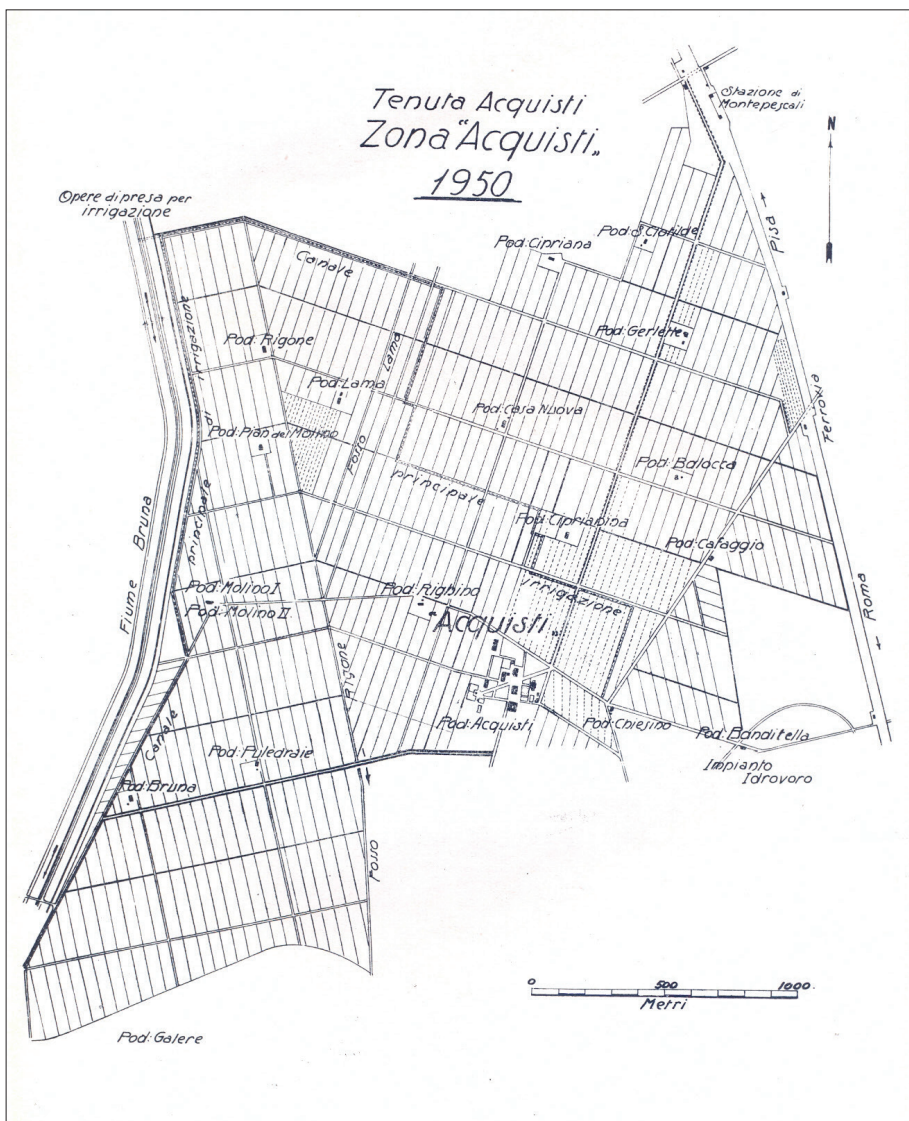 Tenuta Acquisti
Zona "Acquisti"
1950
Stazione di
Montepescali
N
Opere di presa per
irrigazione
Pisa
Pod: S. Clotilde
Pod: Cipriana
Canale
irrigazione
Pod: Rigone
Lama
Pod: Gerlette
Ferrovia
Pod: Lama
di
Pod: Casa Nuova
Pod: Pian del Molino
Fosso
Pod: Balocca
principale
principale
Pod: Ciprianina
Pod: Cafaggio
Fiume Bruna
Pod: Molino I
Pod: Righino
irrigazione
Roma
Pod: Molino II
"Acquisti"
Rigone
Pod: Acquisti
Pod: Chiesino
Pod: Banditella
Canale
Pod: Puledraie
Impianto
Idrovoro
Pod: Bruna
Fosso
0 500 1000.
Metri
Pod: Galere